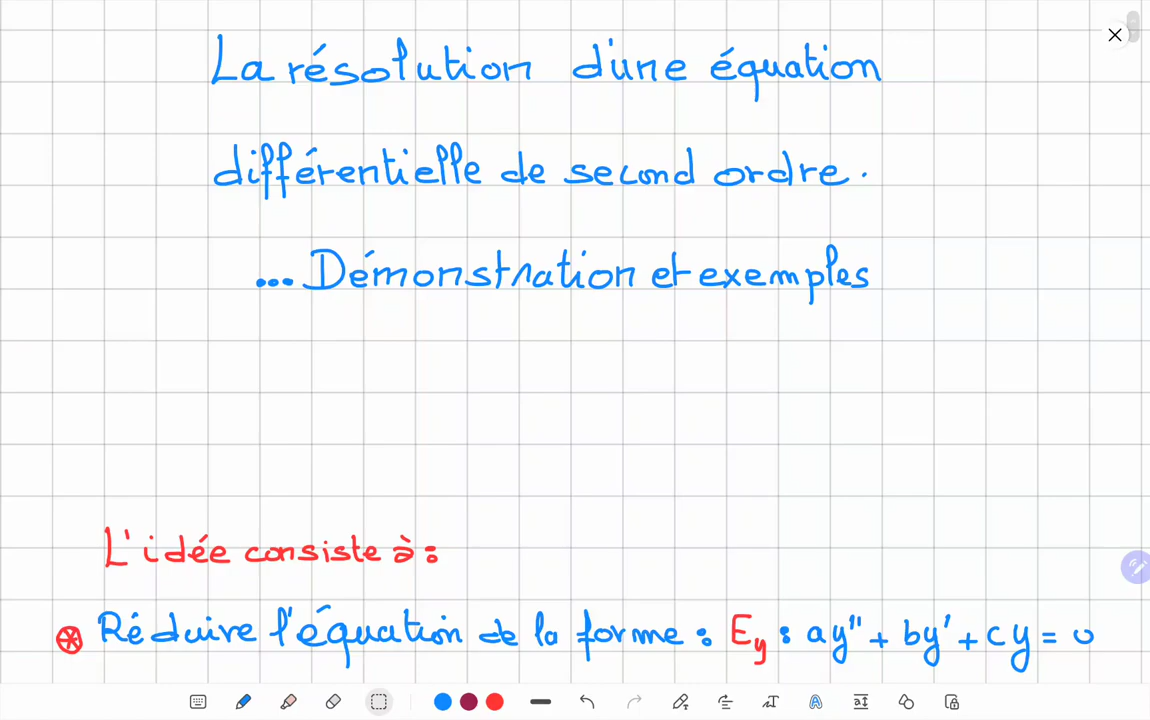 La résolution d'une équation
différentielle de second ordre.
... Démonstration et exemples
L'idée consiste à :
⊛ Réduire l'équation de la forme : Ey : ay'' + by' + cy = 0